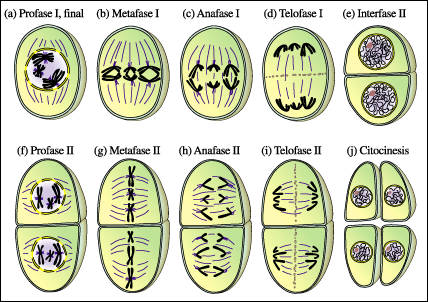 (a) Profase I, final (b) Metafase I (c) Anafase I (d) Telofase I (e) Interfase II
(f) Profase II (g) Metafase II (h) Anafase II (i) Telofase II (j) Citocinesis